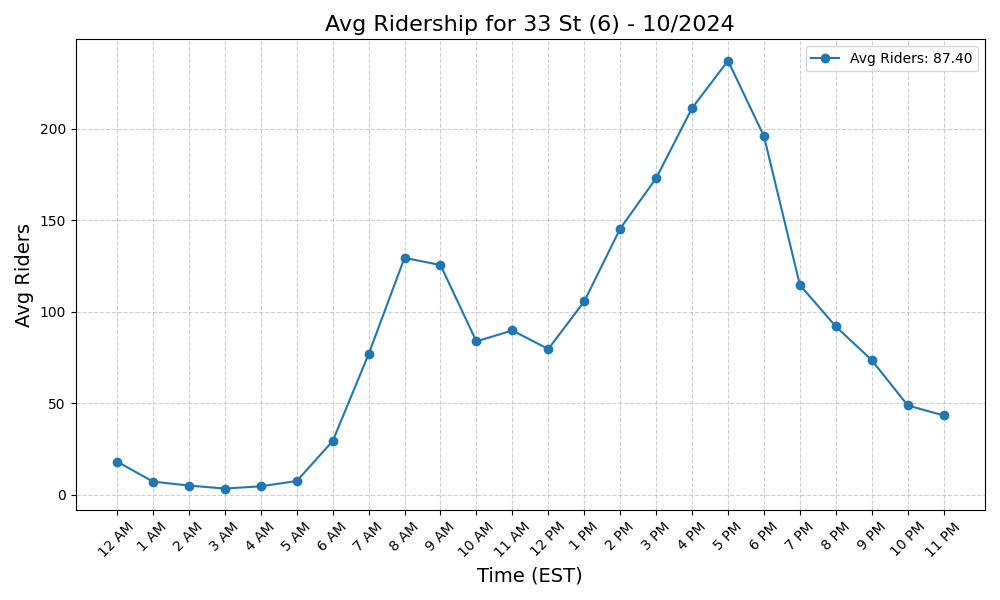 Avg Ridership for 33 St (6) - 10/2024
Avg Riders: 87.40
Avg Riders
200
150
100
50
0
12 AM
1 AM
2 AM
3 AM
4 AM
5 AM
6 AM
7 AM
8 AM
9 AM
10 AM
11 AM
12 PM
1 PM
2 PM
3 PM
4 PM
5 PM
6 PM
7 PM
8 PM
9 PM
10 PM
11 PM
Time (EST)